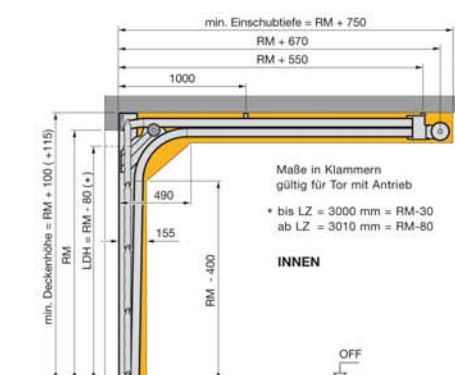 min. Einschubtiefe = RM + 750
RM + 670
RM + 550
1000
min. Deckenhöhe = RM + 100 (+115)
RM
LDH = RM - 80 (*)
490
155
RM - 400
Maße in Klammern
gültig für Tor mit Antrieb
* bis LZ = 3000 mm = RM-30
ab LZ = 3010 mm = RM-80
INNEN
OFF